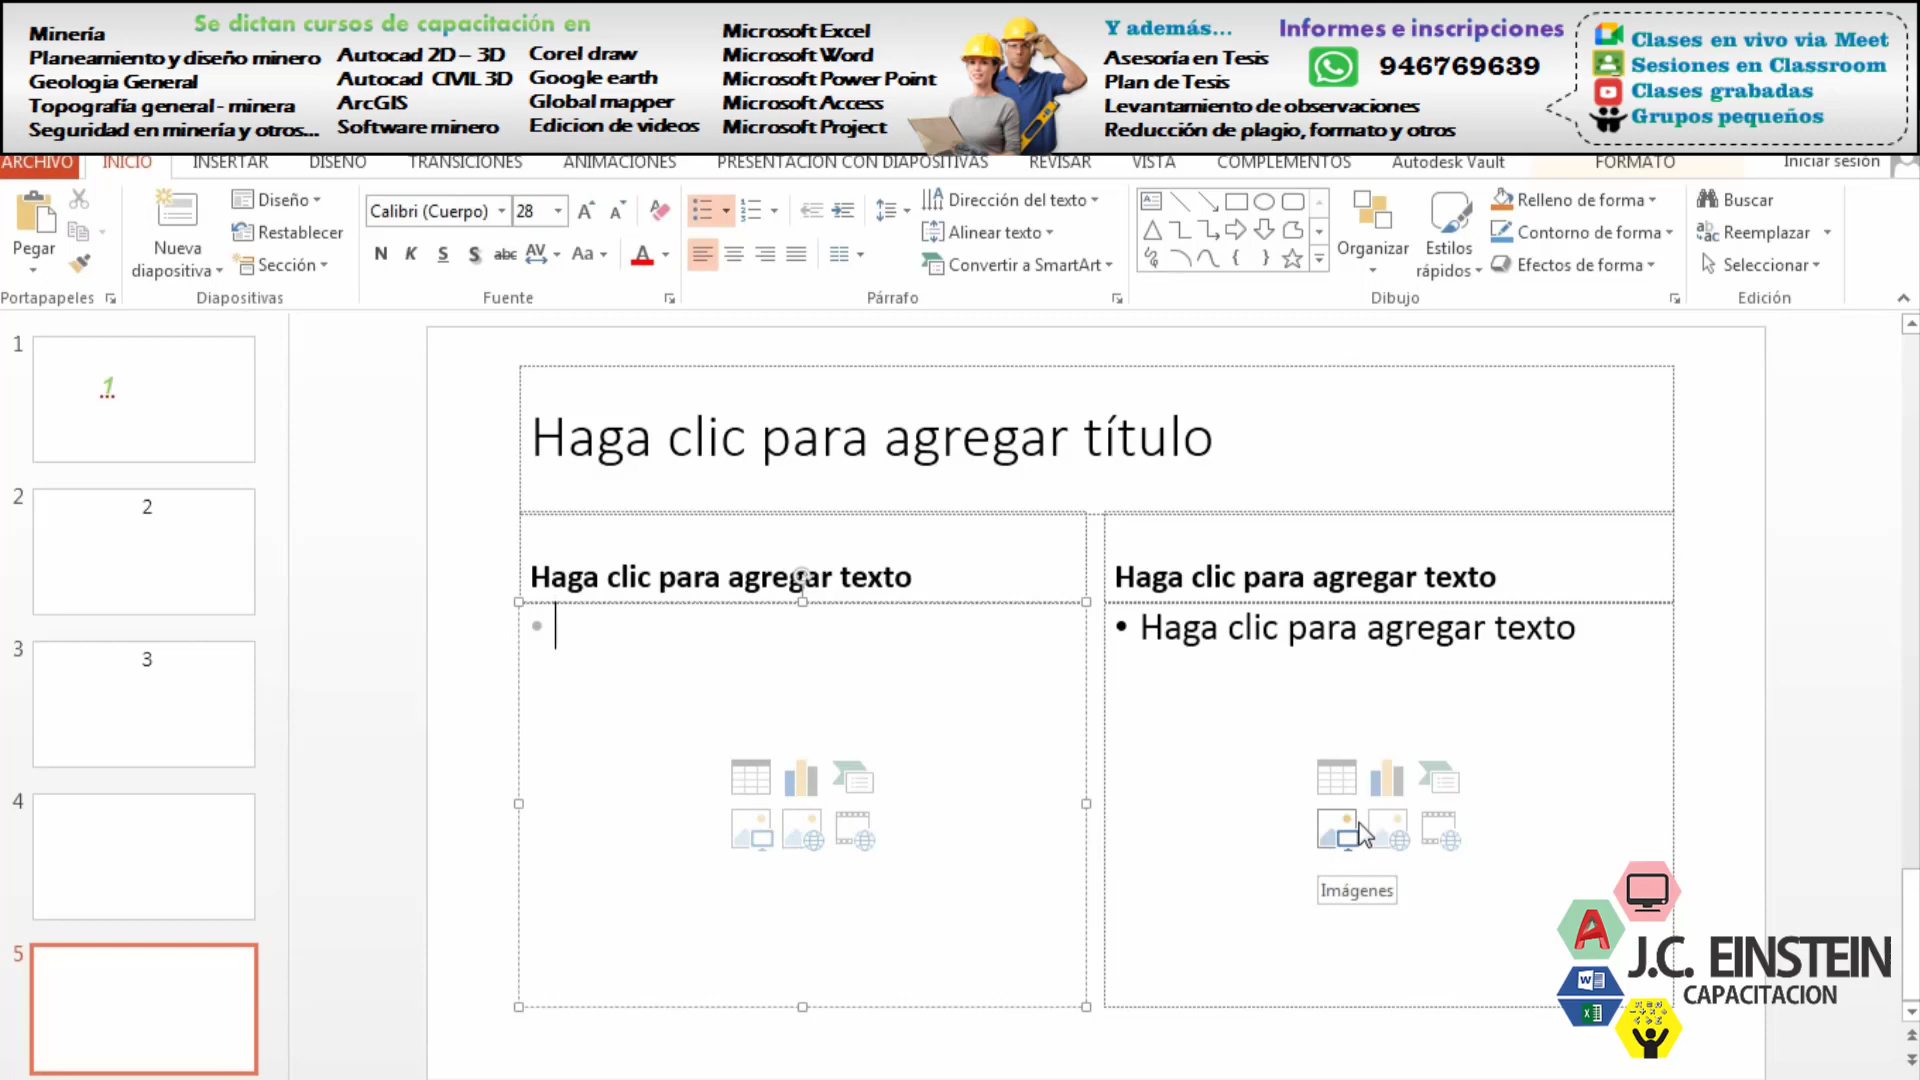 Se dictan cursos de capacitación en
Minería
Planeamiento y diseño minero
Geologia General
Topografía general - minera
Seguridad en minería y otros...
Autocad 2D – 3D
Autocad CIVIL 3D
ArcGIS
Software minero
Corel draw
Google earth
Global mapper
Edicion de videos
Microsoft Excel
Microsoft Word
Microsoft Power Point
Microsoft Access
Microsoft Project
Y además...
Asesoría en Tesis
Plan de Tesis
Levantamiento de observaciones
Reducción de plagio, formato y otros
Informes e inscripciones
946769639
Clases en vivo via Meet
Sesiones en Classroom
Clases grabadas
Grupos pequeños
ARCHIVO INICIO INSERTAR DISEÑO TRANSICIONES ANIMACIONES PRESENTACIÓN CON DIAPOSITIVAS REVISAR VISTA COMPLEMENTOS Autodesk Vault FORMATO Iniciar sesión
Pegar
Portapapeles
Nueva
diapositiva
Diseño
Restablecer
Sección
Diapositivas
Calibri (Cuerpo) 28
N K S S abc AV Aa A
Fuente
Dirección del texto
Alinear texto
Convertir a SmartArt
Párrafo
Organizar
Estilos
rápidos
Relleno de forma
Contorno de forma
Efectos de forma
Dibujo
Buscar
Reemplazar
Seleccionar
Edición
1
1
2
2
3
3
4
5
Haga clic para agregar título
Haga clic para agregar texto
Haga clic para agregar texto
• Haga clic para agregar texto
Imágenes
J.C. EINSTEIN
CAPACITACION